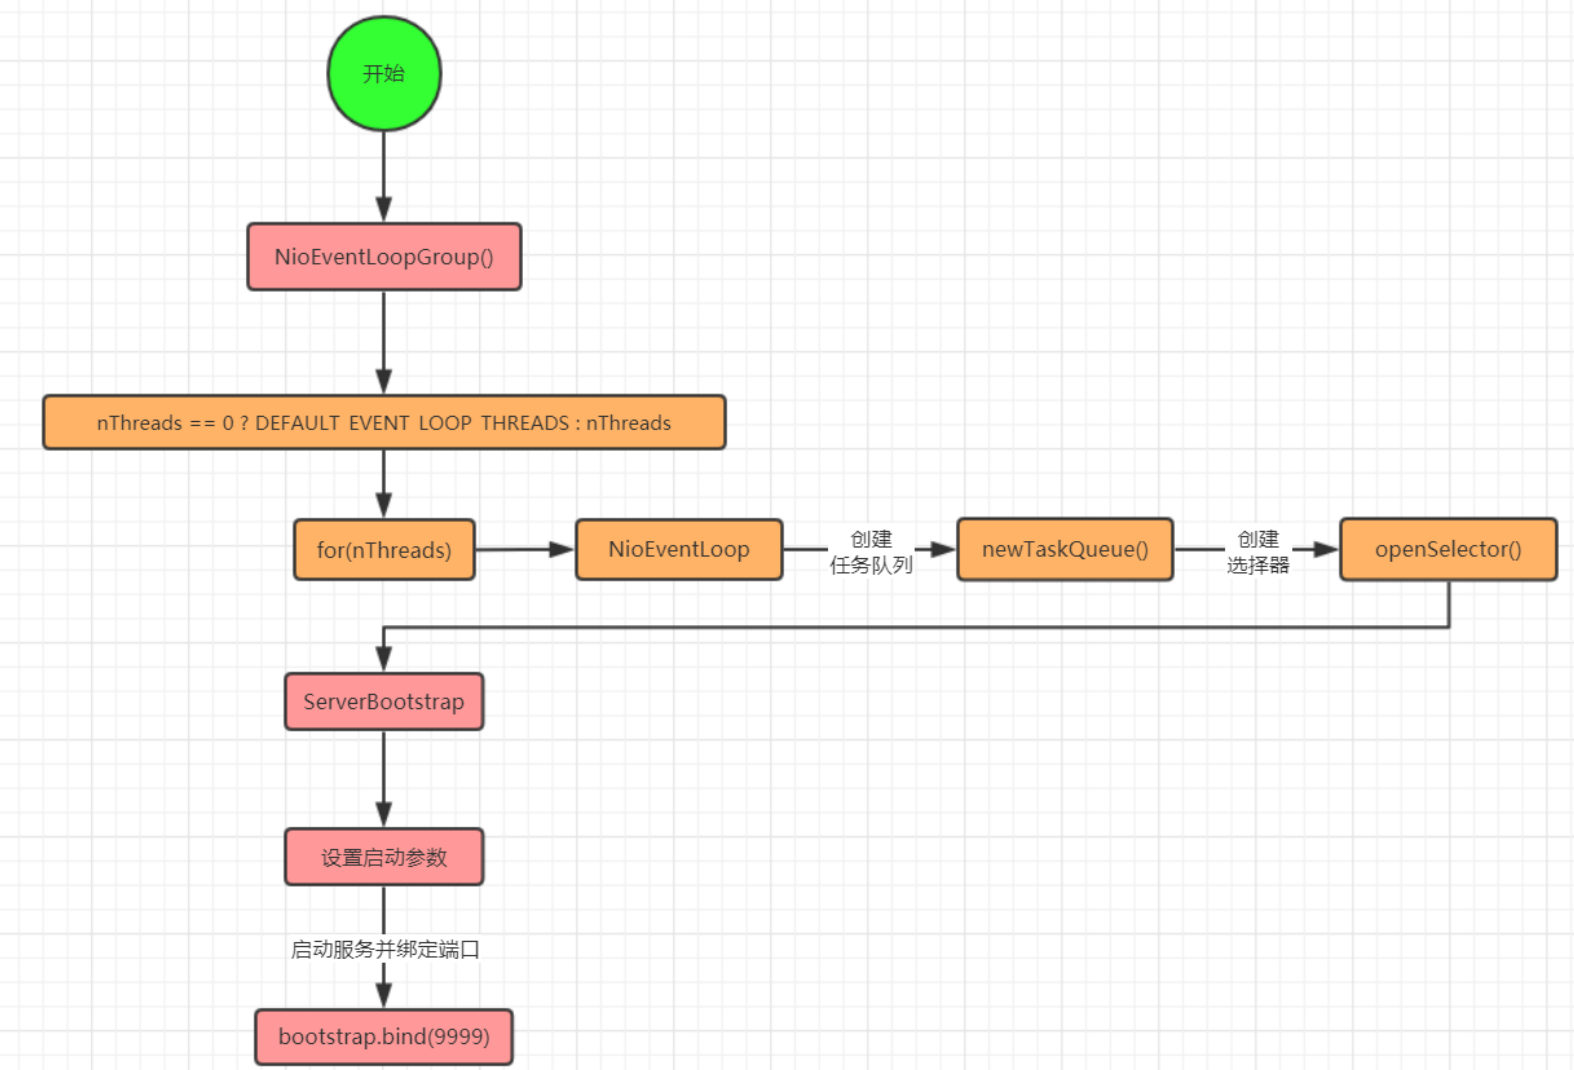 开始
NioEventLoopGroup()
nThreads == 0 ? DEFAULT EVENT LOOP THREADS : nThreads
for(nThreads)
NioEventLoop
创建
任务队列
newTaskQueue()
创建
选择器
openSelector()
ServerBootstrap
设置启动参数
启动服务并绑定端口
bootstrap.bind(9999)